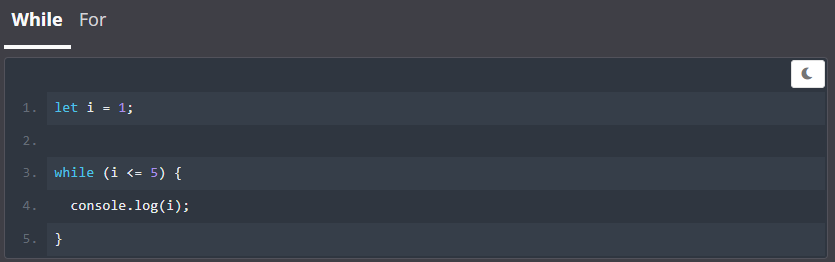 While For
1. let i = 1;
2.
3. while (i <= 5) {
4.   console.log(i);
5. }